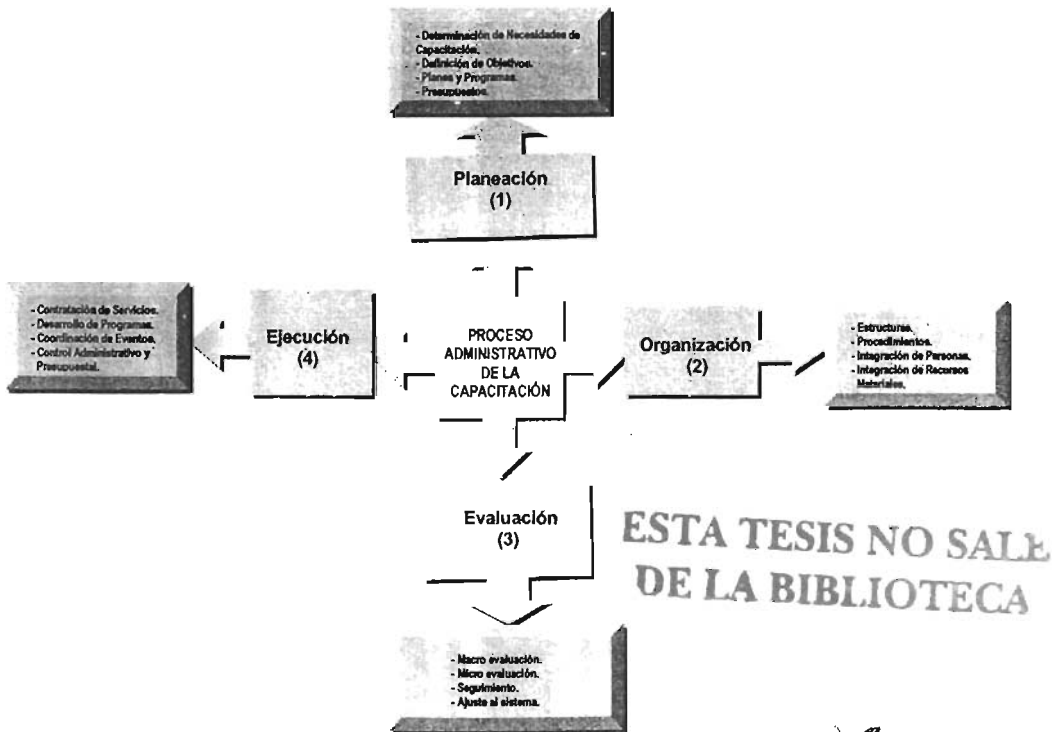 - Determinación de Necesidades de
Capacitación.
- Definición de Objetivos.
- Planes y Programas.
- Presupuestos.
Planeación
(1)
- Contratación de Servicios.
- Desarrollo de Programas.
- Coordinación de Eventos.
- Control Administrativo y
Presupuestal.
Ejecución
(4)
PROCESO
ADMINISTRATIVO
DE LA
CAPACITACIÓN
Organización
(2)
- Estructuras.
- Procedimientos.
- Integración de Personas.
- Integración de Recursos
Materiales.
Evaluación
(3)
ESTA TESIS NO SALE
DE LA BIBLIOTECA
- Macro evaluación.
- Micro evaluación.
- Seguimiento.
- Ajuste al sistema.